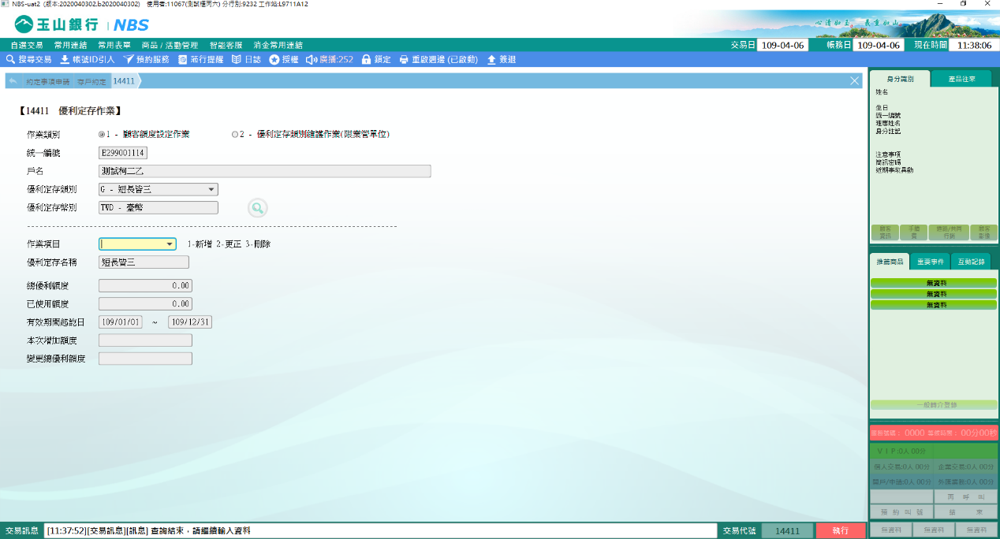 NBS-uat2 (版本:2020040302.b2020040302) 使用者:11067(測試櫃丙六) 分行別:9232 工作站:L9711A12
玉山銀行 NBS
心清如玉。義重如山。
自選交易 常用連結 常用表單 商品/活動管理 智能客服 消金常用連結
交易日 109-04-06 帳務日 109-04-06 現在時間 11:38:06
搜尋交易 帳號ID引入 預約服務 蒞行提醒 日誌 授權 廣播:252 鎖定 重啟週邊(已啟動) 簽退
約定事項申請 存戶約定 14411
【14411 優利定存作業】
作業類別 1 - 顧客額度設定作業 2 - 優利定存類別維護作業(限業管單位)
統一編號 E299001114
戶名 測試柯二乙
優利定存類別 G - 短長皆三
優利定存幣別 TWD - 臺幣
作業項目 1-新增 2-更正 3-刪除
優利定存名稱 短長皆三
總優利額度 0.00
已使用額度 0.00
有效期間起訖日 109/01/01 ~ 109/12/31
本次增加額度
變更總優利額度
交易訊息 [11:37:52][交易訊息][訊息] 查詢結束，請繼續輸入資料
交易代號 14411 執行
身分識別 產品往來
姓名
生日
統一編號
理專姓名
身分註記
注意事項
簡訊密碼
近期事故異動
顧客資訊 手續費 顧客影像
推薦商品 重要事件 互動記錄
無資料
無資料
無資料
一般轉介登錄
0000 等候時間： 00分00秒
VIP:0人 00分
個人交易:0人 00分 企業交易:0人 00分
開戶/申請:0人 00分 外匯業務:0人 00分
再呼叫
預約叫號 結束
無資料 無資料 無資料